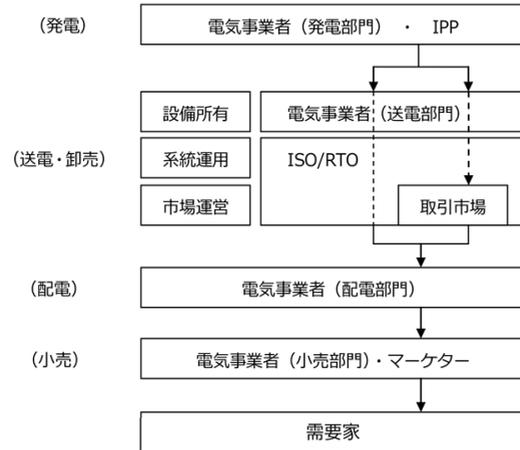 （発電）
電気事業者（発電部門） ・ IPP
設備所有
電気事業者（送電部門）
（送電・卸売）
系統運用
ISO/RTO
市場運営
取引市場
（配電）
電気事業者（配電部門）
（小売）
電気事業者（小売部門）・マーケター
需要家